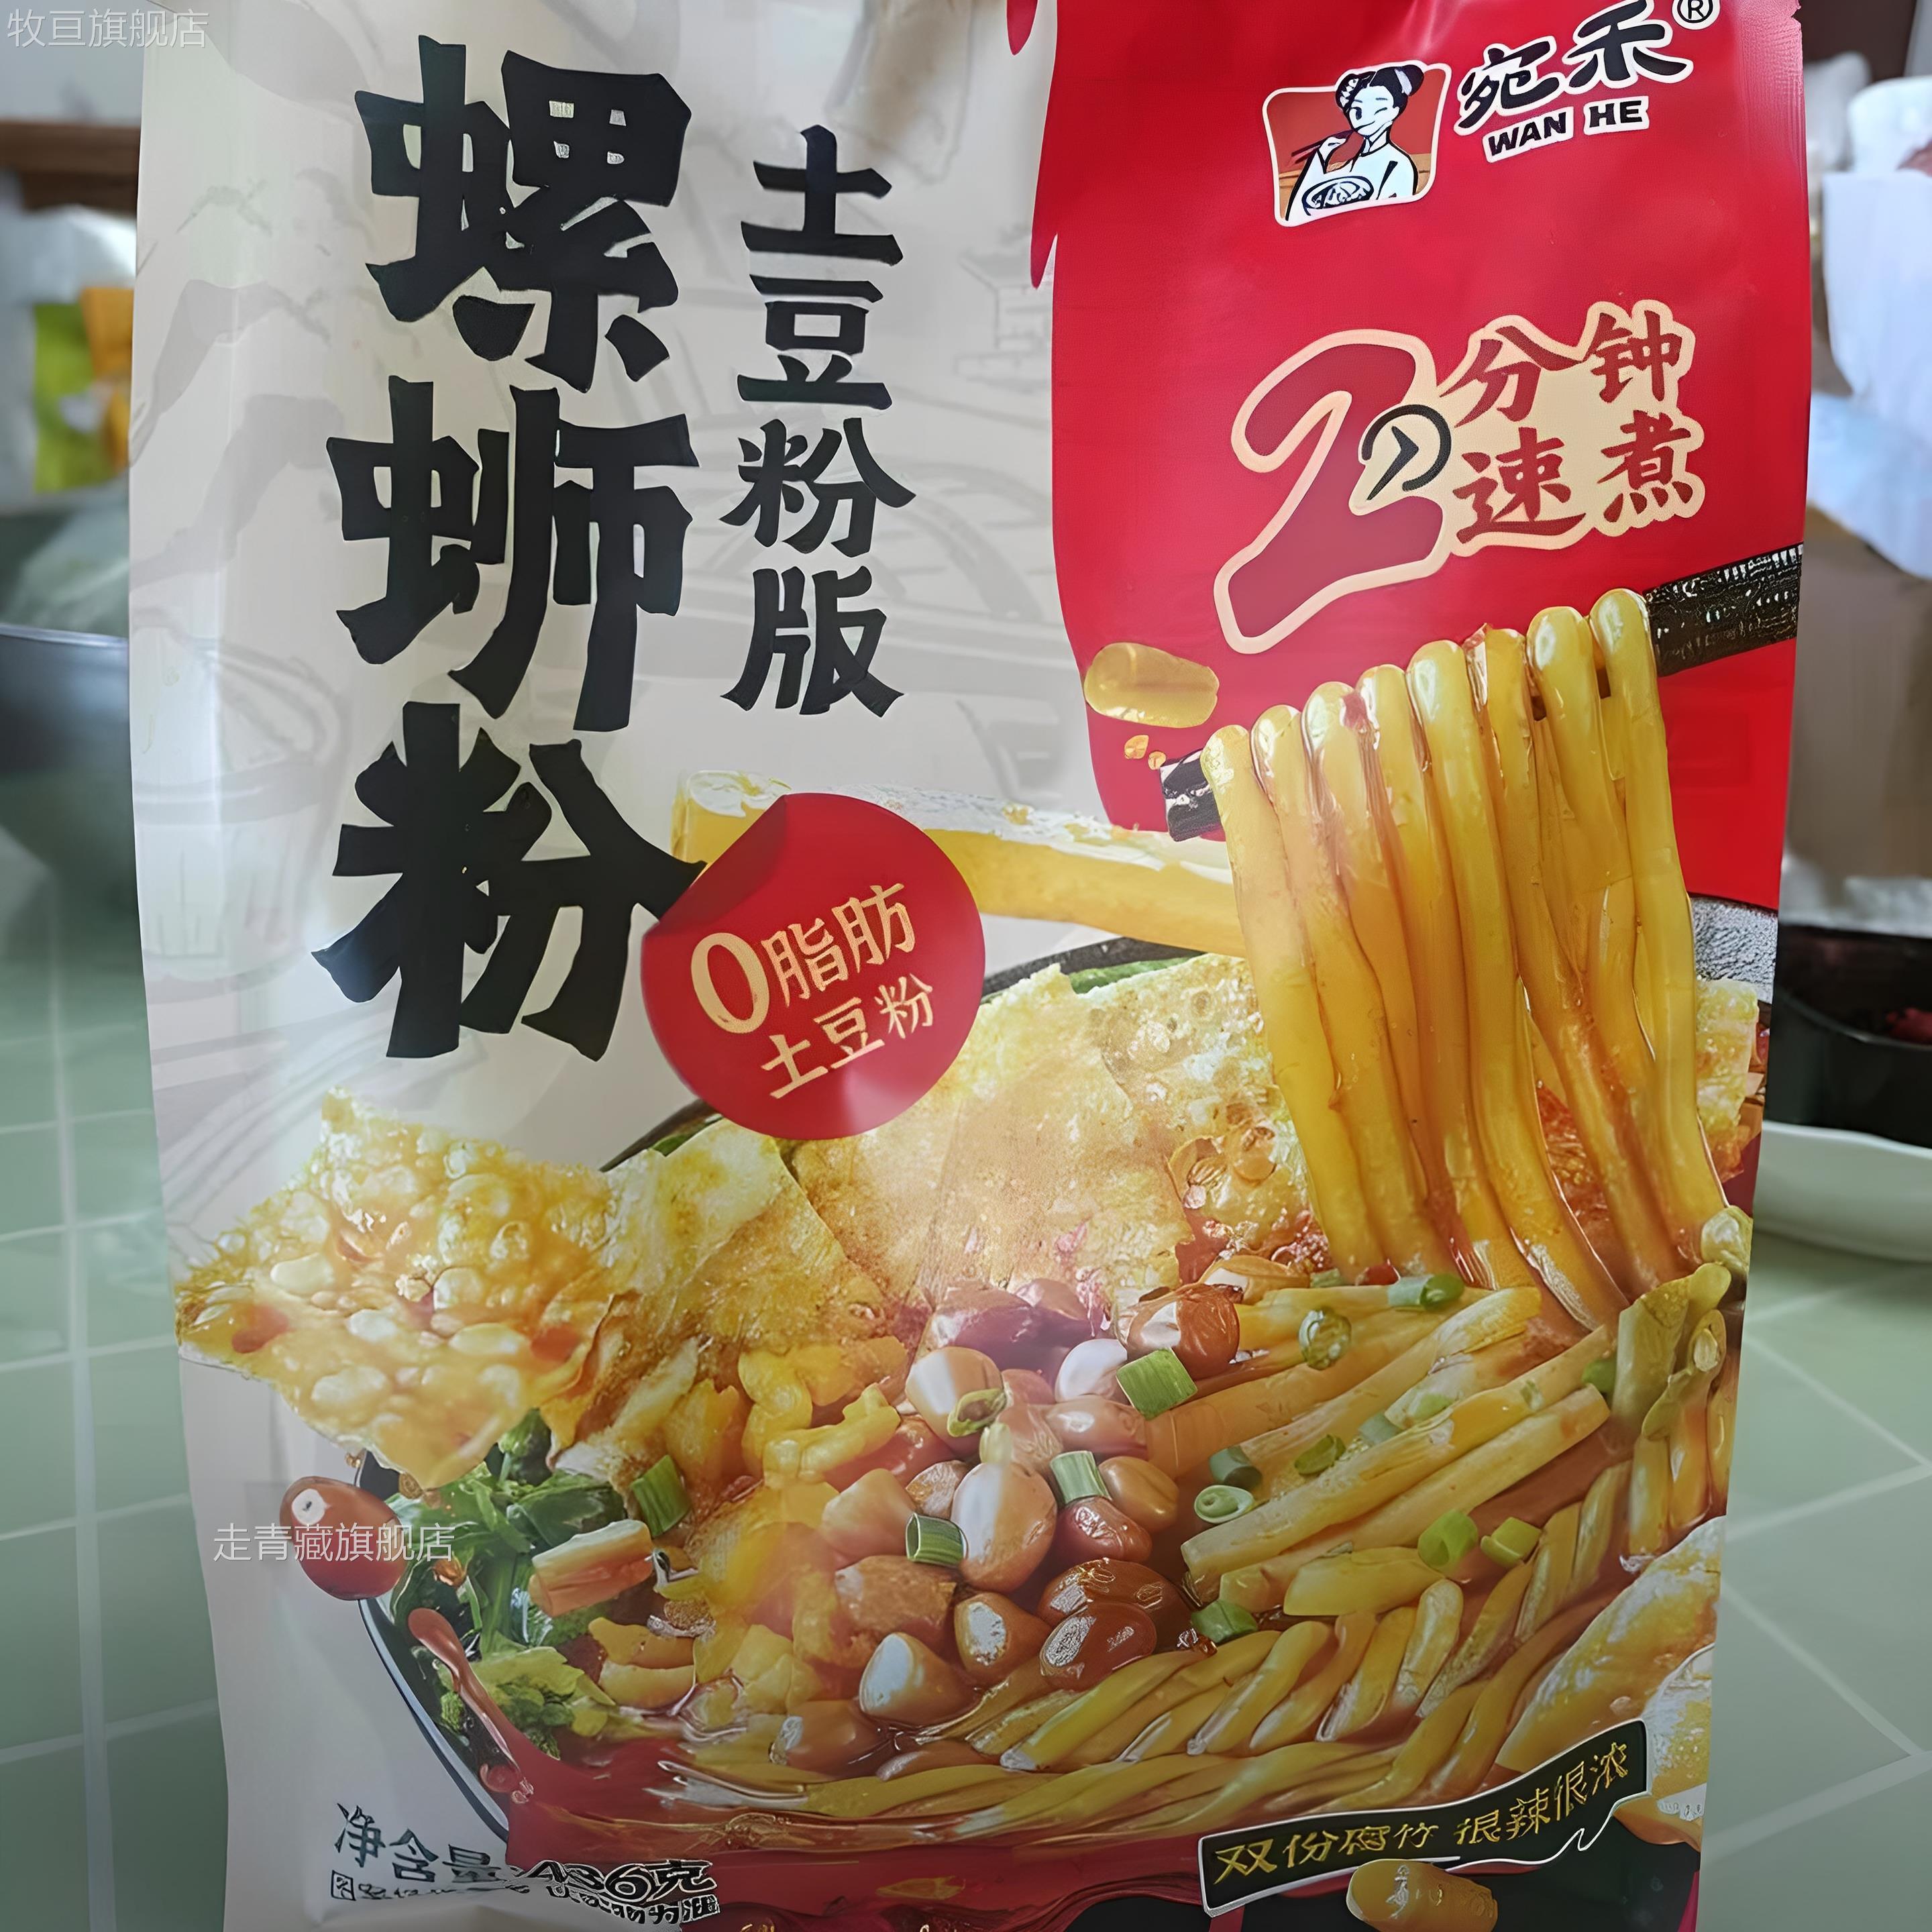 牧亘旗舰店
宛禾®
WAN HE
螺蛳粉
土豆粉版
2分钟
速煮
0脂肪
土豆粉
走青藏旗舰店
双份腐竹 很辣很浓
净含量:436克